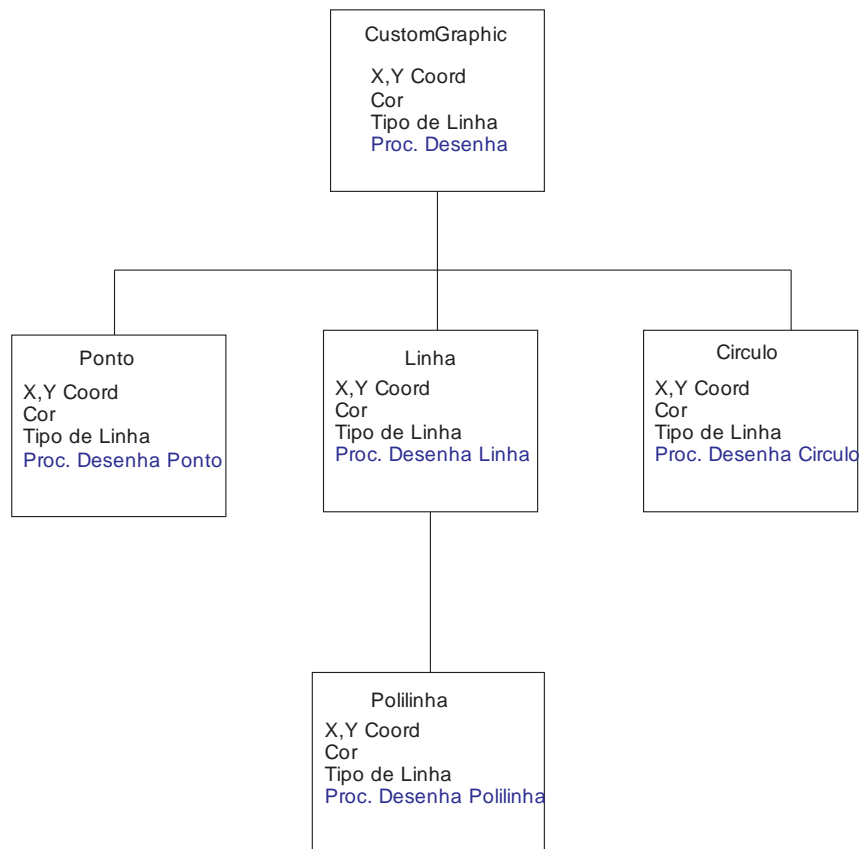 CustomGraphic
X,Y Coord
Cor
Tipo de Linha
Proc. Desenha
Ponto
X,Y Coord
Cor
Tipo de Linha
Proc. Desenha Ponto
Linha
X,Y Coord
Cor
Tipo de Linha
Proc. Desenha Linha
Circulo
X,Y Coord
Cor
Tipo de Linha
Proc. Desenha Circulo
Polilinha
X,Y Coord
Cor
Tipo de Linha
Proc. Desenha Polilinha